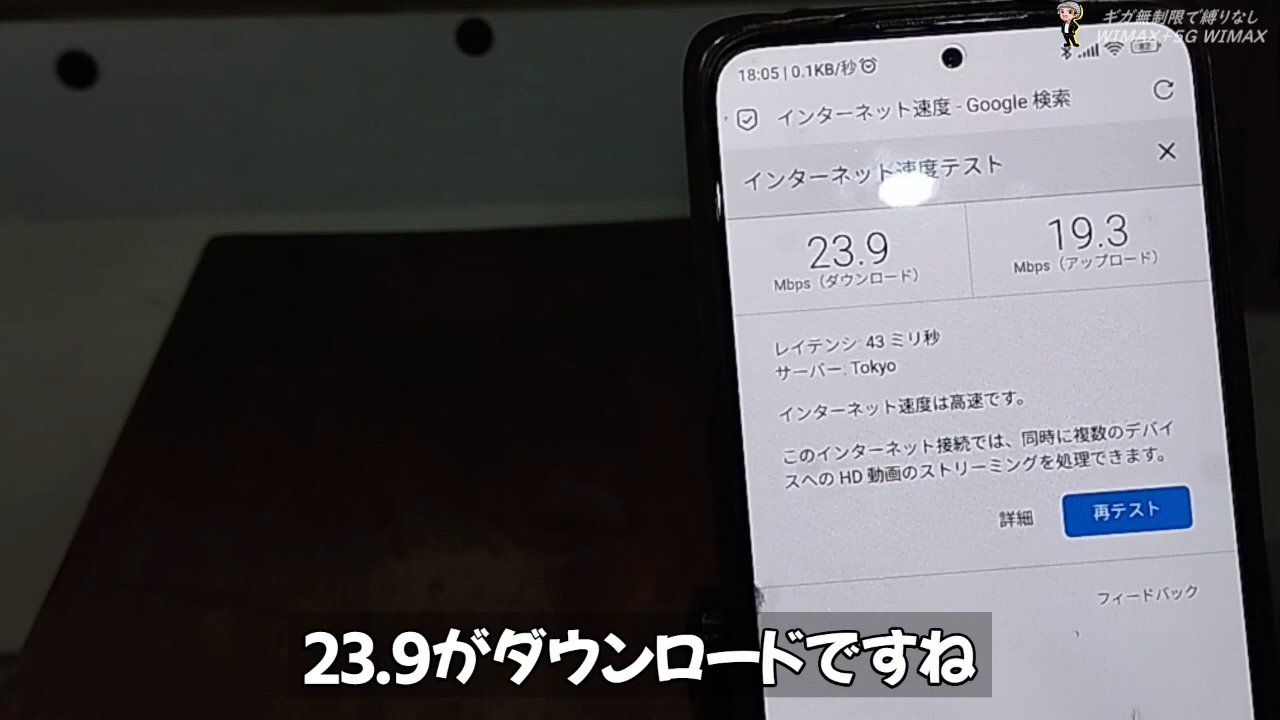 ギガ無制限で縛りなし
WIMAX+5G WIMAX
18:05 | 0.1KB/秒
インターネット速度 - Google 検索
インターネット速度テスト
23.9
Mbps（ダウンロード）
19.3
Mbps（アップロード）
レイテンシ: 43 ミリ秒
サーバー: Tokyo
インターネット速度は高速です。
このインターネット接続では、同時に複数のデバイ
スへの HD 動画のストリーミングを処理できます。
詳細
再テスト
フィードバック
23.9がダウンロードですね